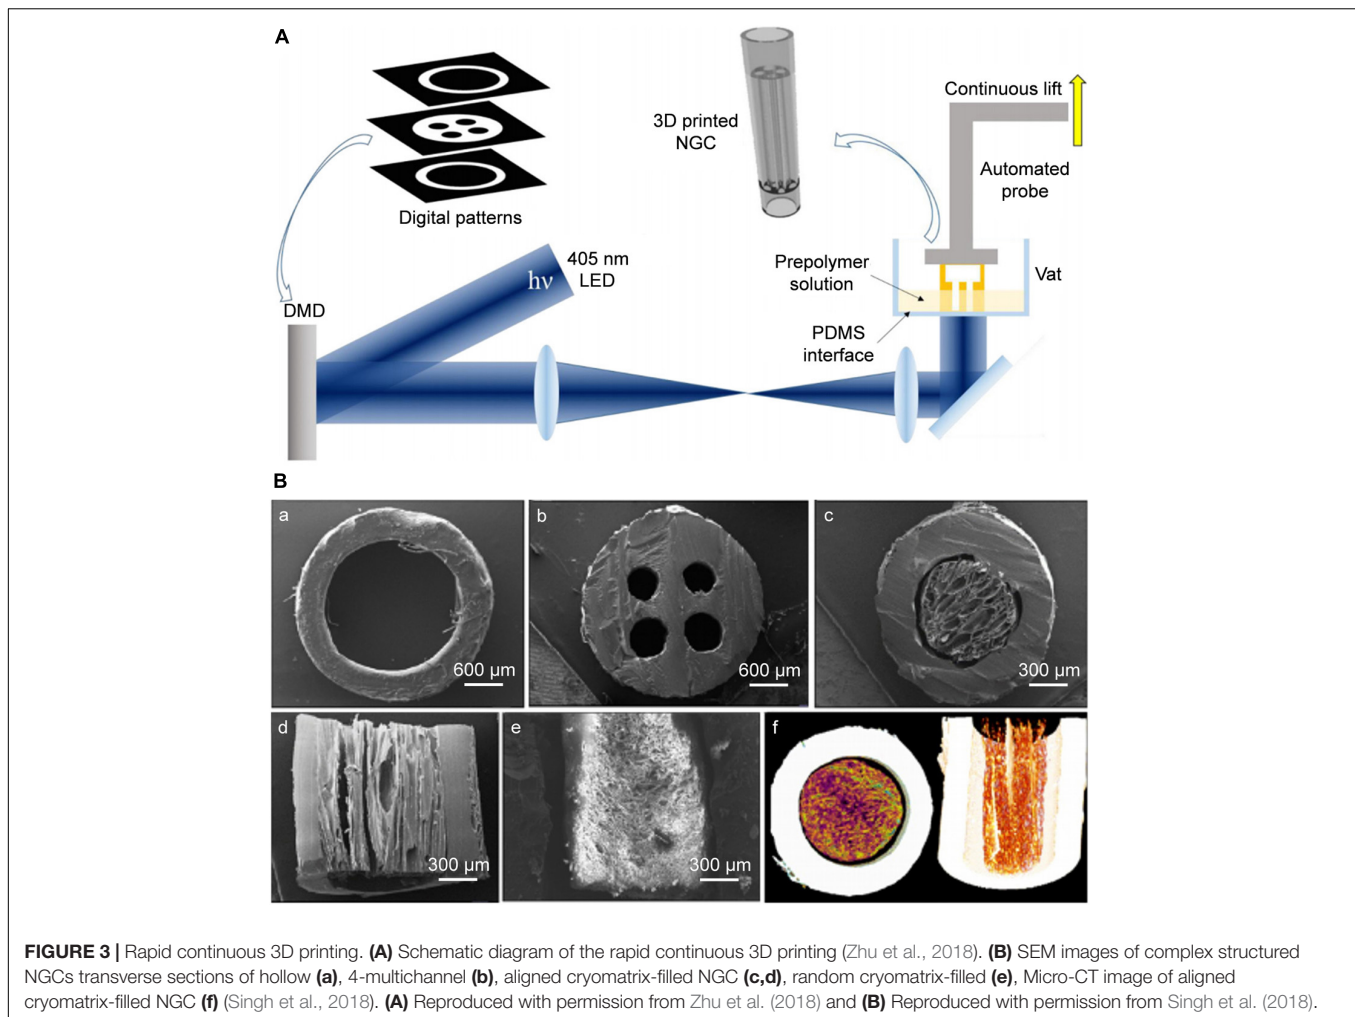 A
Digital patterns
3D printed
NGC
Continuous lift
Automated
probe
405 nm
LED
hν
DMD
Prepolymer
solution
Vat
PDMS
interface
B
a
600 µm
b
600 µm
c
300 µm
d
300 µm
e
300 µm
f
FIGURE 3 | Rapid continuous 3D printing. (A) Schematic diagram of the rapid continuous 3D printing (Zhu et al., 2018). (B) SEM images of complex structured
NGCs transverse sections of hollow (a), 4-multichannel (b), aligned cryomatrix-filled NGC (c,d), random cryomatrix-filled (e), Micro-CT image of aligned
cryomatrix-filled NGC (f) (Singh et al., 2018). (A) Reproduced with permission from Zhu et al. (2018) and (B) Reproduced with permission from Singh et al. (2018).